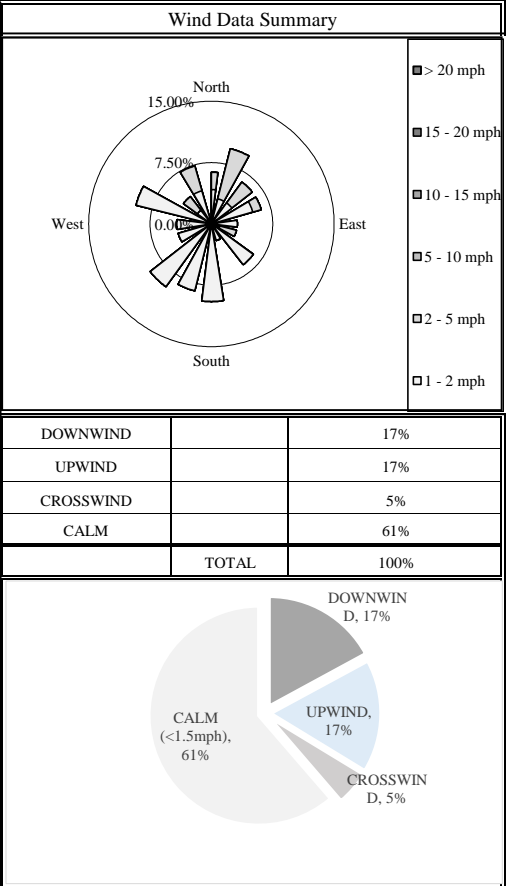 Wind Data Summary
North
15.00%
7.50%
West
0.00%
East
South
> 20 mph
15 - 20 mph
10 - 15 mph
5 - 10 mph
2 - 5 mph
1 - 2 mph
DOWNWIND 17%
UPWIND 17%
CROSSWIND 5%
CALM 61%
TOTAL 100%
DOWNWIN
D, 17%
UPWIND,
17%
CROSSWIN
D, 5%
CALM
(<1.5mph),
61%